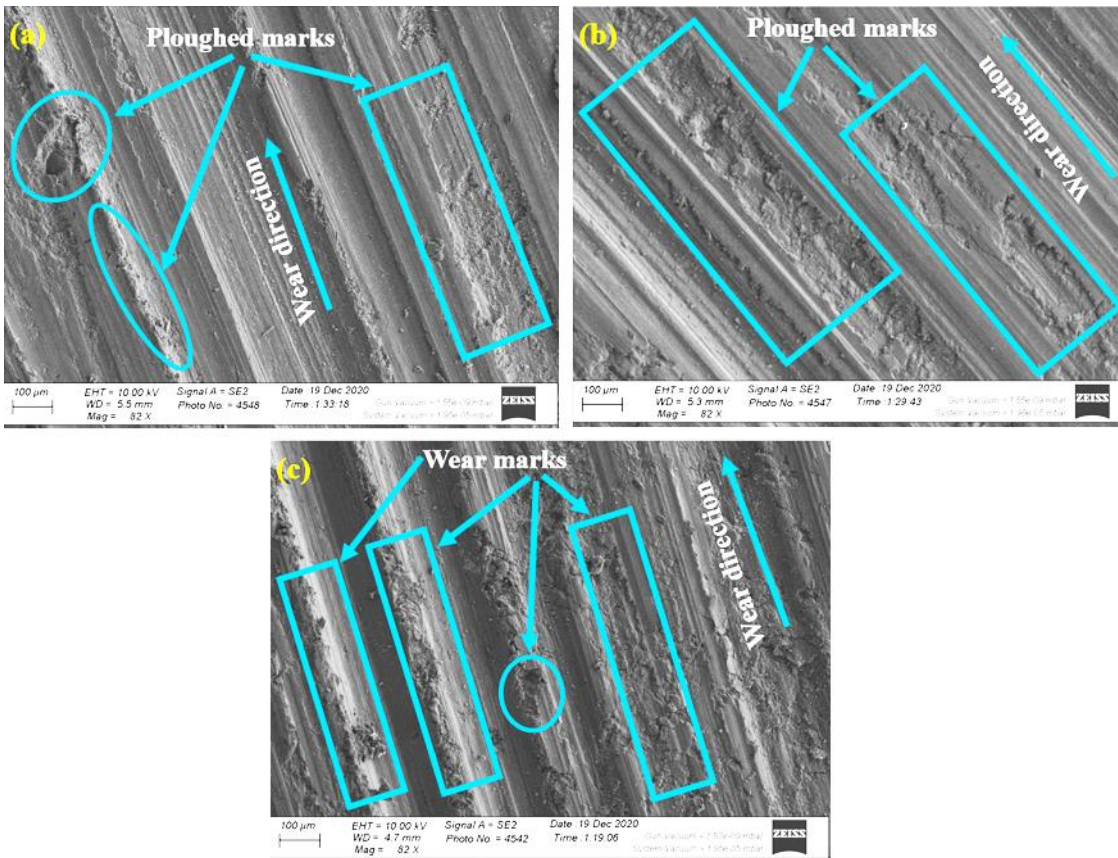 (a)
Ploughed marks
Wear direction
100 µm
EHT = 10.00 kV
WD = 5.5 mm
Mag = 82 X
Signal A = SE2
Photo No. = 4548
Date :19 Dec 2020
Time :1:33:18
ZEISS
(b)
Ploughed marks
Wear direction
100 µm
EHT = 10.00 kV
WD = 5.3 mm
Mag = 82 X
Signal A = SE2
Photo No. = 4547
Date :19 Dec 2020
Time :1:29:43
ZEISS
(c)
Wear marks
Wear direction
100 µm
EHT = 10.00 kV
WD = 4.7 mm
Mag = 82 X
Signal A = SE2
Photo No. = 4542
Date :19 Dec 2020
Time :1:19:06
ZEISS